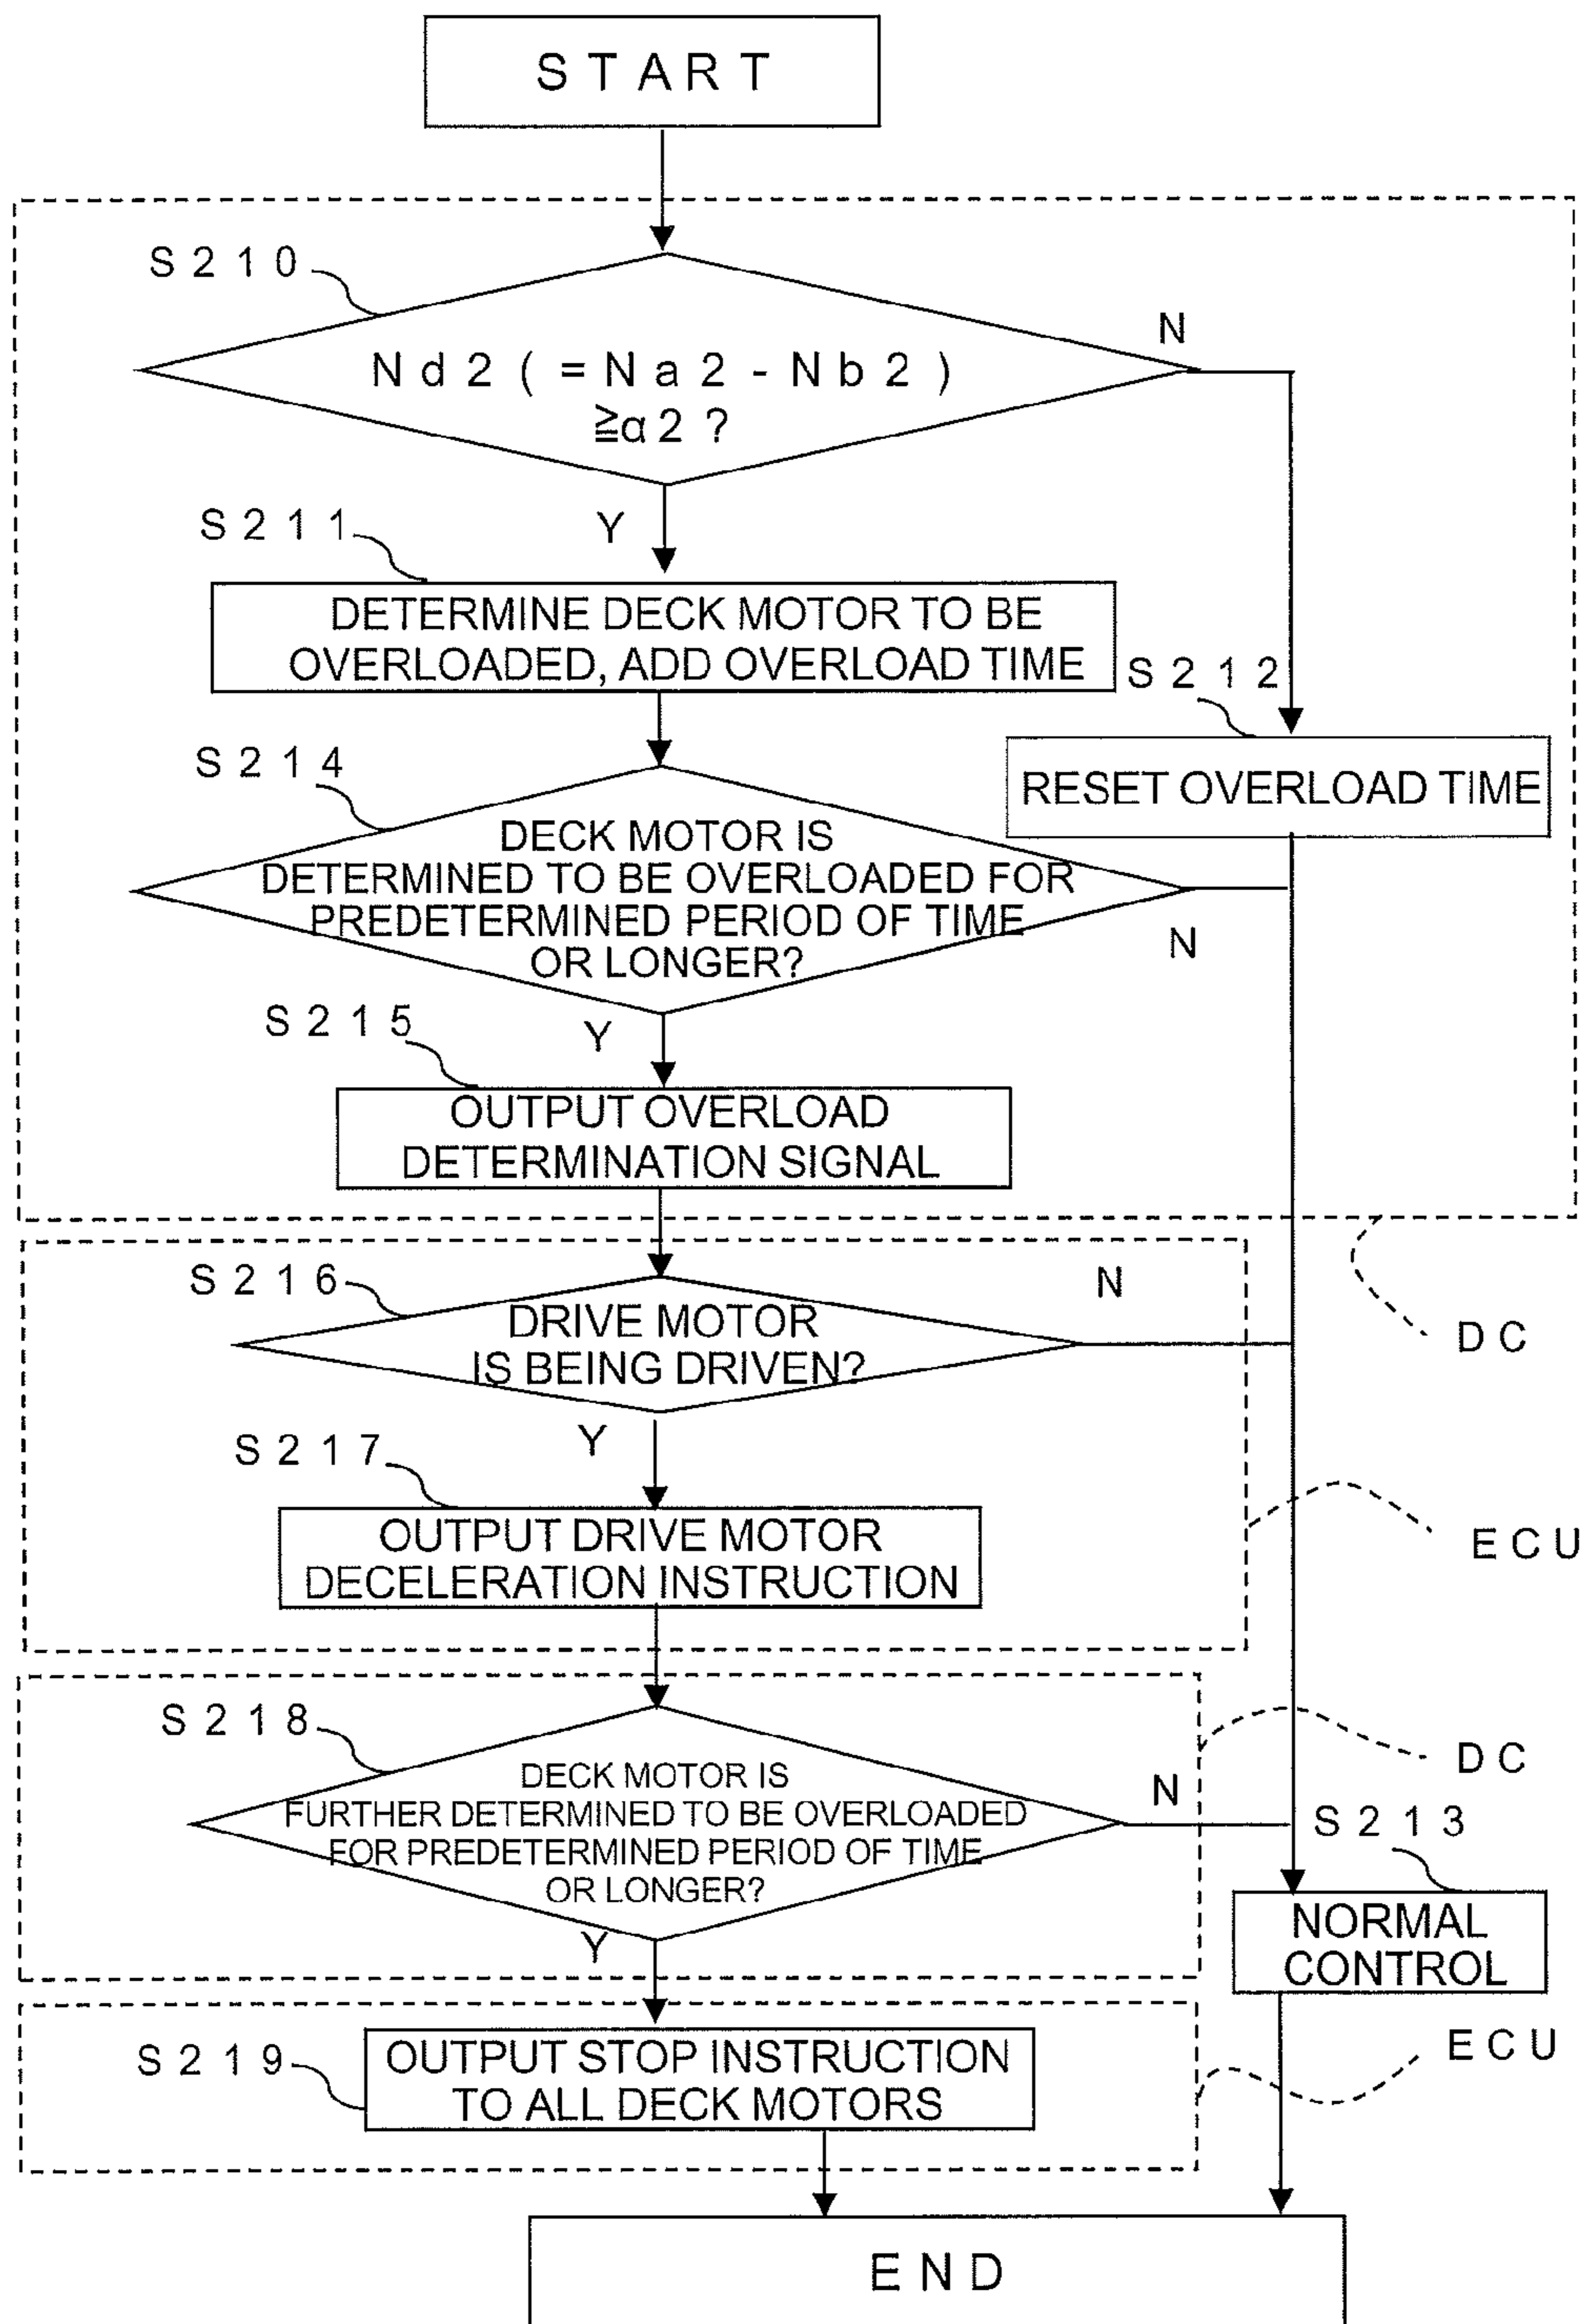 START
S210
N
Nd2(=Na2-Nb2)
≧α2?
Y
S211
DETERMINE DECK MOTOR TO BE
OVERLOADED, ADD OVERLOAD TIME
S212
RESET OVERLOAD TIME
S214
DECK MOTOR IS
DETERMINED TO BE OVERLOADED FOR
PREDETERMINED PERIOD OF TIME
OR LONGER?
N
Y
S215
OUTPUT OVERLOAD
DETERMINATION SIGNAL
DC
S216
N
DRIVE MOTOR
IS BEING DRIVEN?
Y
S217
OUTPUT DRIVE MOTOR
DECELERATION INSTRUCTION
ECU
S218
DECK MOTOR IS
FURTHER DETERMINED TO BE OVERLOADED
FOR PREDETERMINED PERIOD OF TIME
OR LONGER?
N
DC
Y
S213
NORMAL
CONTROL
S219
OUTPUT STOP INSTRUCTION
TO ALL DECK MOTORS
ECU
END